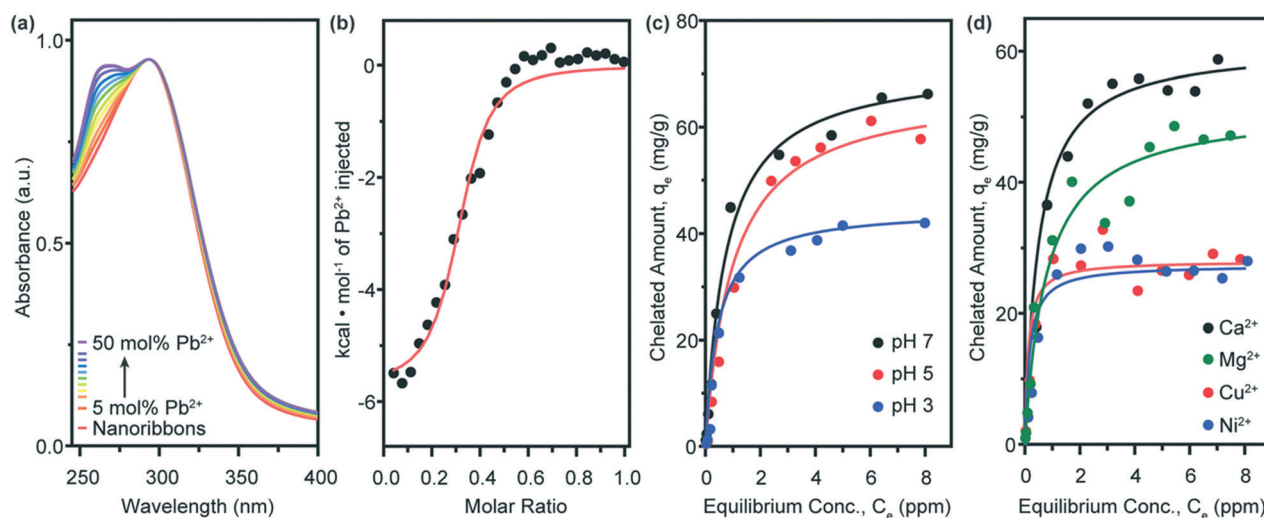 (a)
1.0
0.5
0.0
Absorbance (a.u.)
50 mol% Pb²⁺
5 mol% Pb²⁺
Nanoribbons
250 300 350 400
Wavelength (nm)
(b)
0
-2
-4
-6
kcal • mol⁻¹ of Pb²⁺ injected
0.0 0.2 0.4 0.6 0.8 1.0
Molar Ratio
(c)
80
60
40
20
0
Chelated Amount, qₑ (mg/g)
pH 7
pH 5
pH 3
0 2 4 6 8
Equilibrium Conc., Cₑ (ppm)
(d)
60
40
20
0
Chelated Amount, qₑ (mg/g)
Ca²⁺
Mg²⁺
Cu²⁺
Ni²⁺
0 2 4 6 8
Equilibrium Conc., Cₑ (ppm)